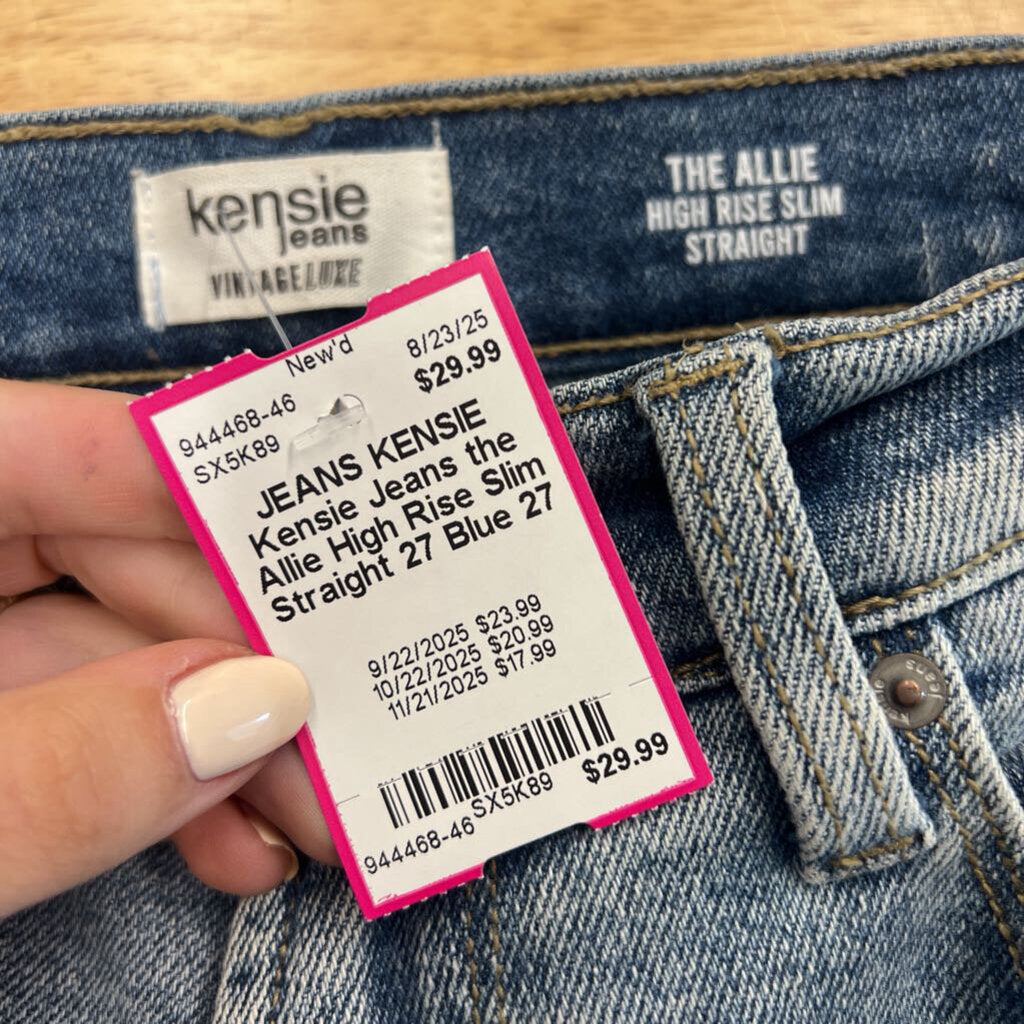 kensie
jeans
VINTAGELUXE
THE ALLIE
HIGH RISE SLIM
STRAIGHT
New'd
8/23/25
$29.99
944468-46
SX5K89
JEANS KENSIE
Kensie Jeans the
Allie High Rise Slim
Straight 27 Blue 27
9/22/2025 $23.99
10/22/2025 $20.99
11/21/2025 $17.99
944468-46
SX5K89
$29.99